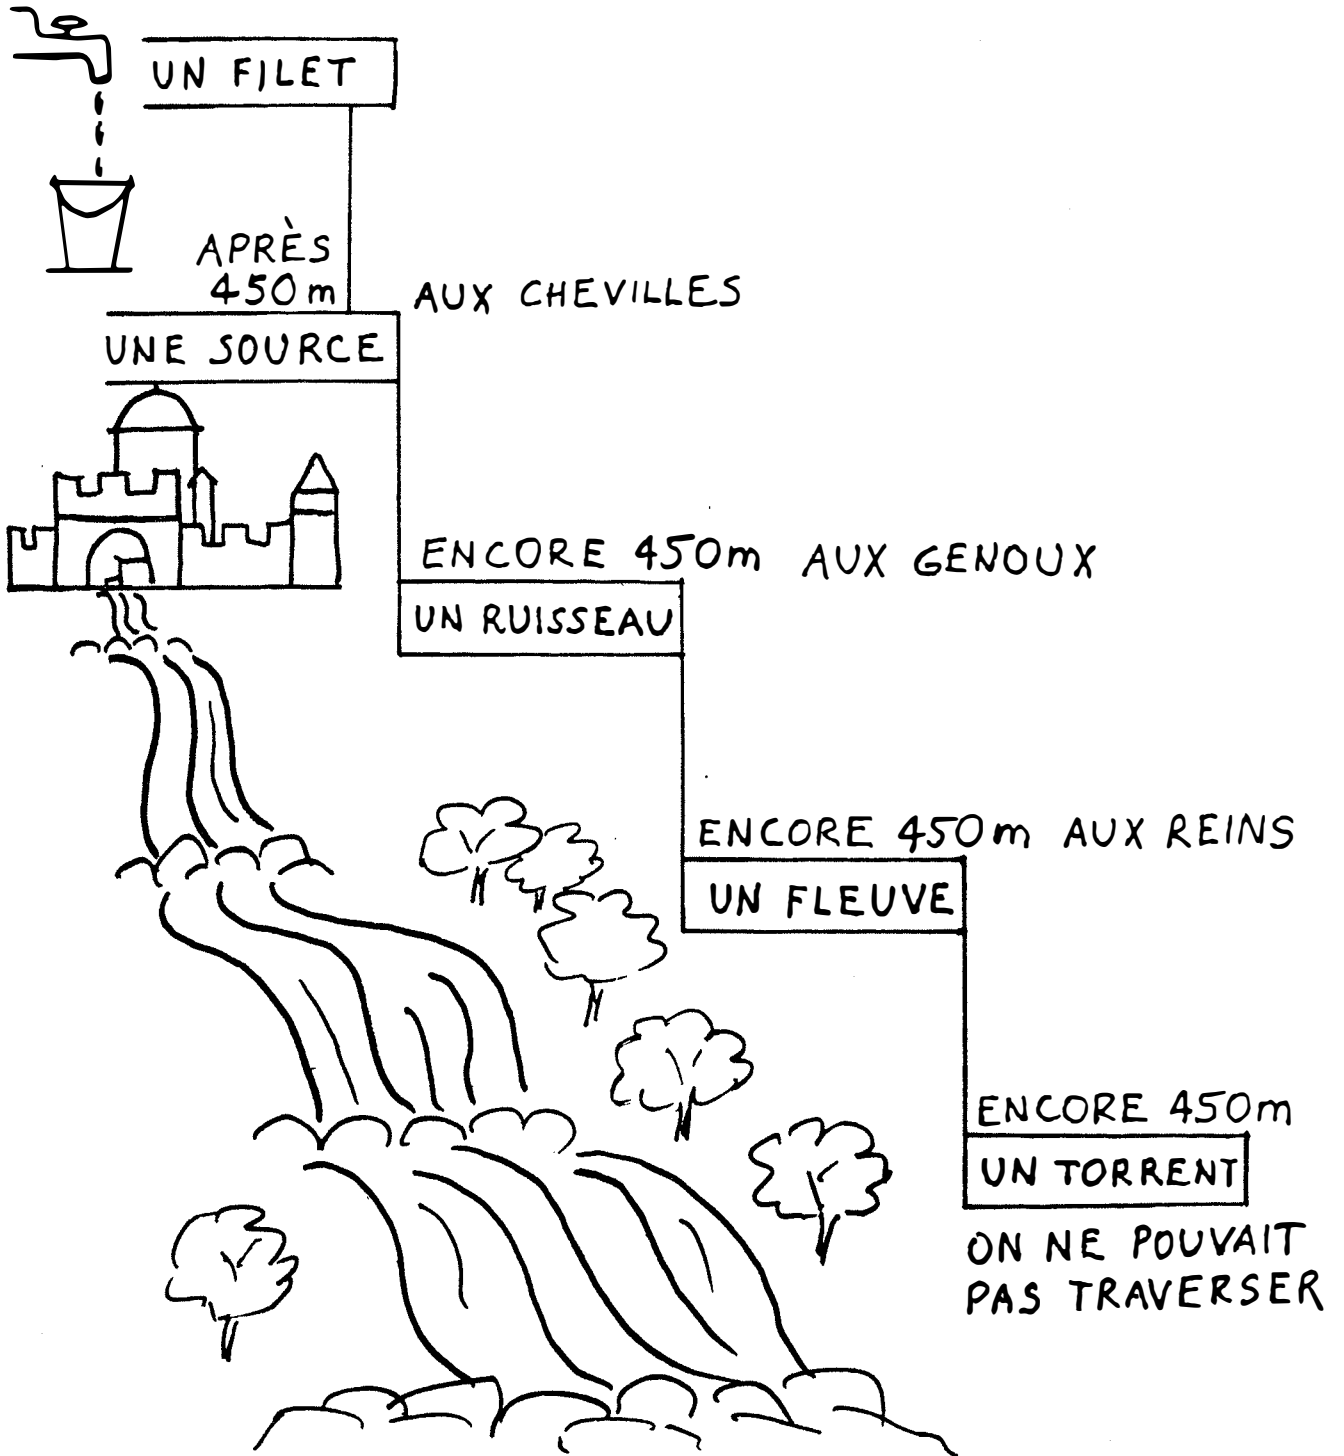 UN FILET
APRÈS
450m
AUX CHEVILLES
UNE SOURCE
ENCORE 450m AUX GENOUX
UN RUISSEAU
ENCORE 450m AUX REINS
UN FLEUVE
ENCORE 450m
UN TORRENT
ON NE POUVAIT
PAS TRAVERSER